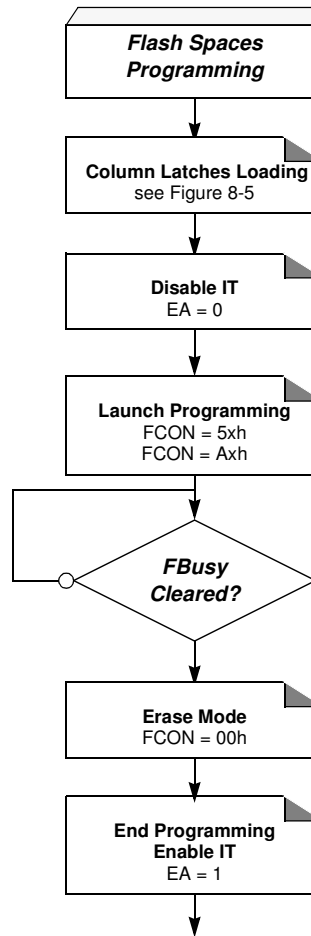 Flash Spaces
Programming
Column Latches Loading
see Figure 8-5
Disable IT
EA = 0
Launch Programming
FCON = 5xh
FCON = Axh
FBusy
Cleared?
Erase Mode
FCON = 00h
End Programming
Enable IT
EA = 1